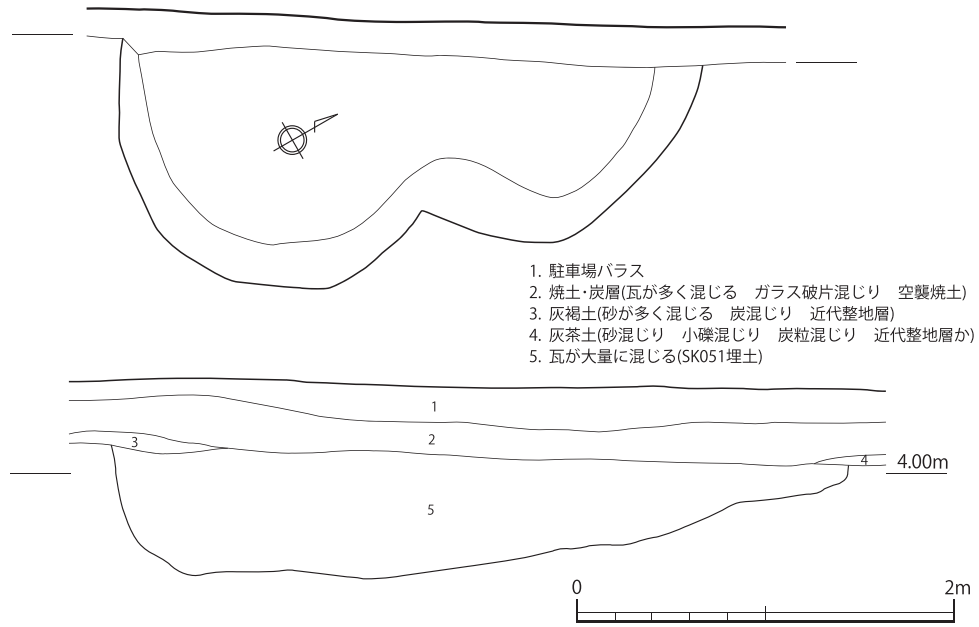 1. 駐車場バラス
2. 焼土・炭層(瓦が多く混じる　ガラス破片混じり　空襲焼土)
3. 灰褐土(砂が多く混じる　炭混じり　近代整地層)
4. 灰茶土(砂混じり　小礫混じり　炭粒混じり　近代整地層か)
5. 瓦が大量に混じる(SK051埋土)
1
2
3
4
4.00m
5
0
2m